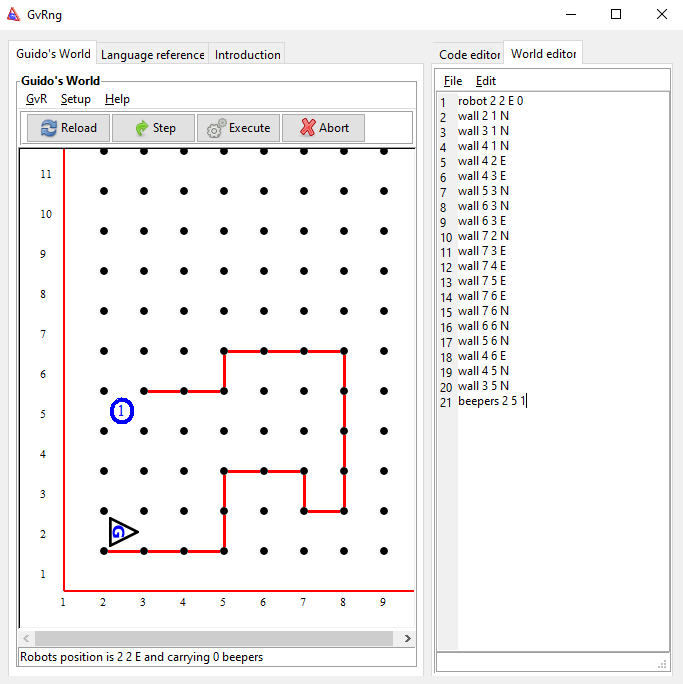 GvRng
Guido's World Language reference Introduction
Guido's World
GvR Setup Help
Reload Step Execute Abort
11
10
9
8
7
6
5
4
3
2
1
1
G
1 2 3 4 5 6 7 8 9
Robots position is 2 2 E and carrying 0 beepers
Code editor World editor
File Edit
1 robot 2 2 E 0
2 wall 2 1 N
3 wall 3 1 N
4 wall 4 1 N
5 wall 4 2 E
6 wall 4 3 E
7 wall 5 3 N
8 wall 6 3 N
9 wall 6 3 E
10 wall 7 2 N
11 wall 7 3 E
12 wall 7 4 E
13 wall 7 5 E
14 wall 7 6 E
15 wall 7 6 N
16 wall 6 6 N
17 wall 5 6 N
18 wall 4 6 E
19 wall 4 5 N
20 wall 3 5 N
21 beepers 2 5 1